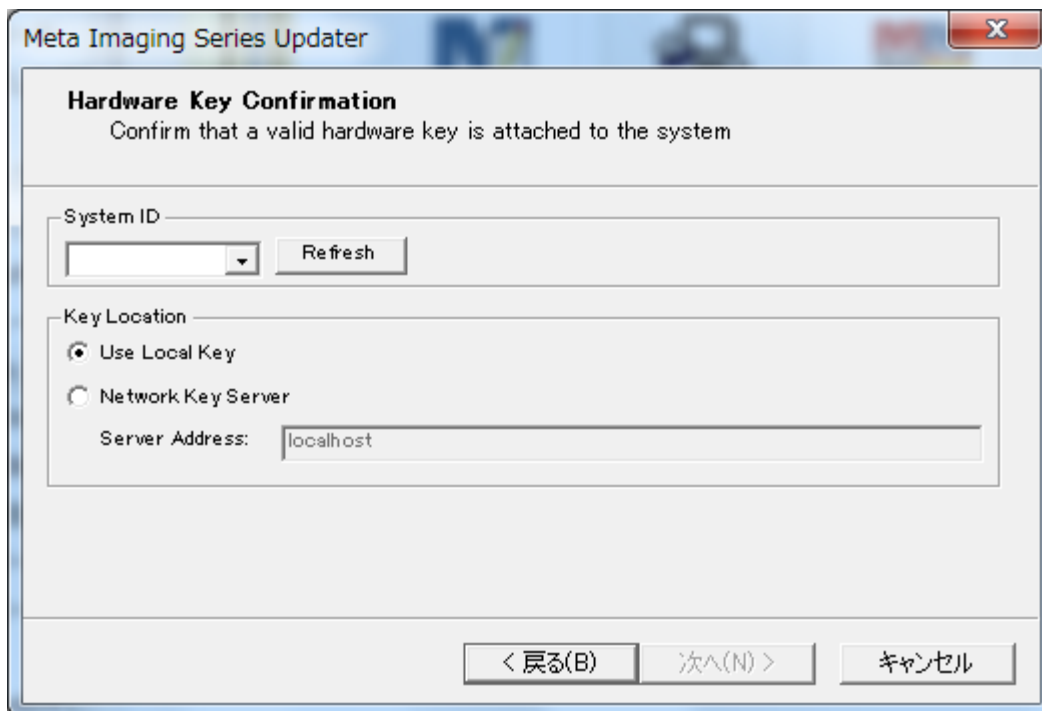 Meta Imaging Series Updater
Hardware Key Confirmation
Confirm that a valid hardware key is attached to the system
System ID
Refresh
Key Location
Use Local Key
Network Key Server
Server Address: localhost
< 戻る(B) 次へ(N) > キャンセル